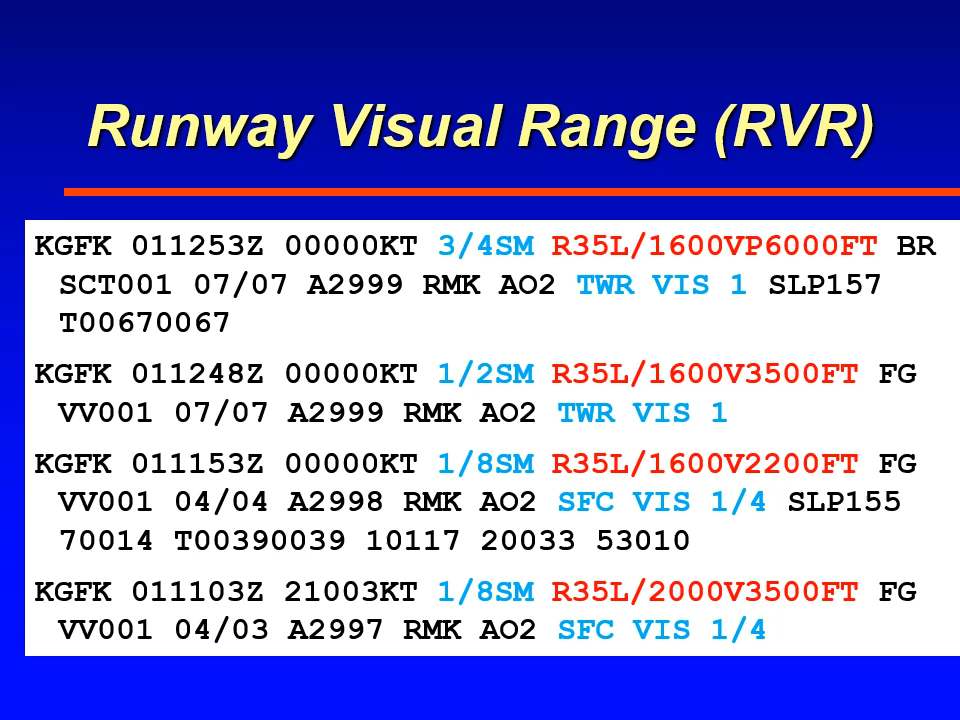 Runway Visual Range (RVR)
KGFK 011253Z 00000KT 3/4SM R35L/1600VP6000FT BR
SCT001 07/07 A2999 RMK AO2 TWR VIS 1 SLP157
T00670067
KGFK 011248Z 00000KT 1/2SM R35L/1600V3500FT FG
VV001 07/07 A2999 RMK AO2 TWR VIS 1
KGFK 011153Z 00000KT 1/8SM R35L/1600V2200FT FG
VV001 04/04 A2998 RMK AO2 SFC VIS 1/4 SLP155
70014 T00390039 10117 20033 53010
KGFK 011103Z 21003KT 1/8SM R35L/2000V3500FT FG
VV001 04/03 A2997 RMK AO2 SFC VIS 1/4